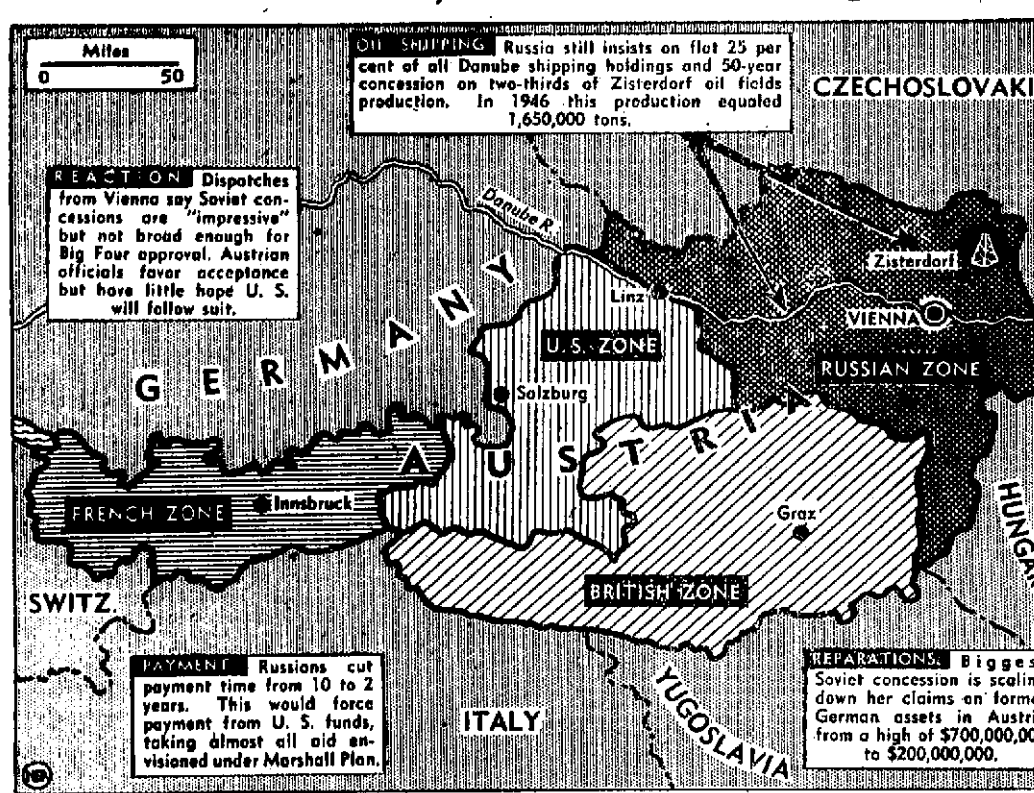 Miles
0 50
OIL SHIPPING Russia still insists on flat 25 per
cent of all Danube shipping holdings and 50-year
concession on two-thirds of Zisterdorf oil fields
production. In 1946 this production equaled
1,650,000 tons.
CZECHOSLOVAKI
REACTION Dispatches
from Vienna say Soviet con-
cessions are "impressive"
but not broad enough for
Big Four approval. Austrian
officials favor acceptance
but have little hope U. S.
will follow suit.
Danube R.
Zisterdorf
Linz
VIENNA
GERMANY
U.S. ZONE
RUSSIAN ZONE
Salzburg
AUSTRIA
Innsbruck
FRENCH ZONE
Graz
HUNGA
BRITISH ZONE
SWITZ.
PAYMENT Russians cut
payment time from 10 to 2
years. This would force
payment from U. S. funds,
taking almost all aid en-
visioned under Marshall Plan.
ITALY
YUGOSLAVIA
REPARATIONS: Bigges
Soviet concession is scalin
down her claims on forme
German assets in Austri
from a high of $700,000,00
to $200,000,000.
NEA